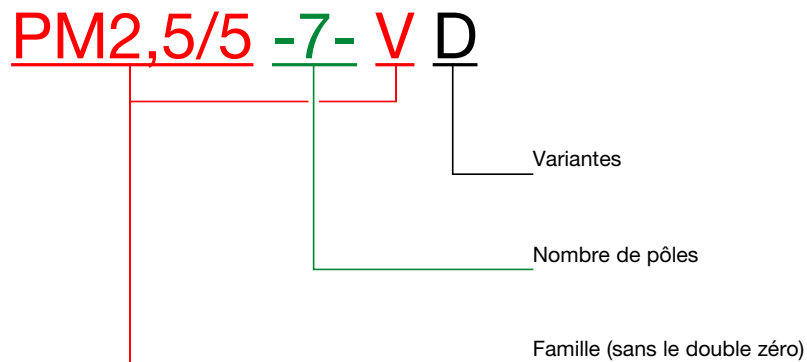 PM2,5/5 -7- V D
Variantes
Nombre de pôles
Famille (sans le double zéro)